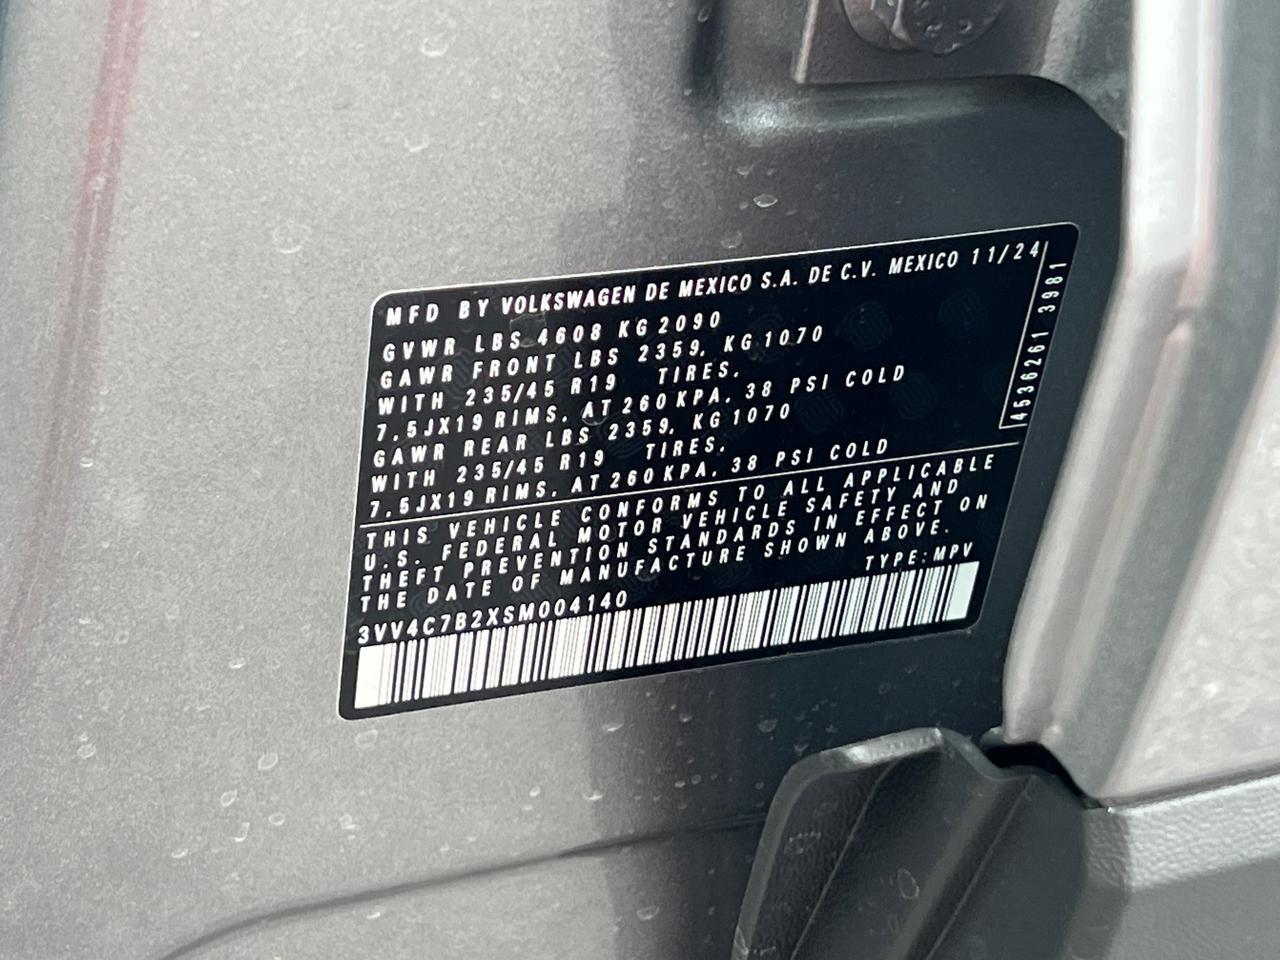 MFD BY VOLKSWAGEN DE MEXICO S.A. DE C.V. MEXICO 11/24
GVWR LBS 4608 KG 2090
GAWR FRONT LBS 2359, KG 1070
WITH 235/45 R19 TIRES,
7.5JX19 RIMS, AT 260 KPA, 38 PSI COLD
GAWR REAR LBS 2359, KG 1070
WITH 235/45 R19 TIRES,
7.5JX19 RIMS, AT 260 KPA, 38 PSI COLD
4536261 3981
THIS VEHICLE CONFORMS TO ALL APPLICABLE
U.S. FEDERAL MOTOR VEHICLE SAFETY AND
THEFT PREVENTION STANDARDS IN EFFECT ON
THE DATE OF MANUFACTURE SHOWN ABOVE.
TYPE: MPV
3VV4C7B2XSM004140